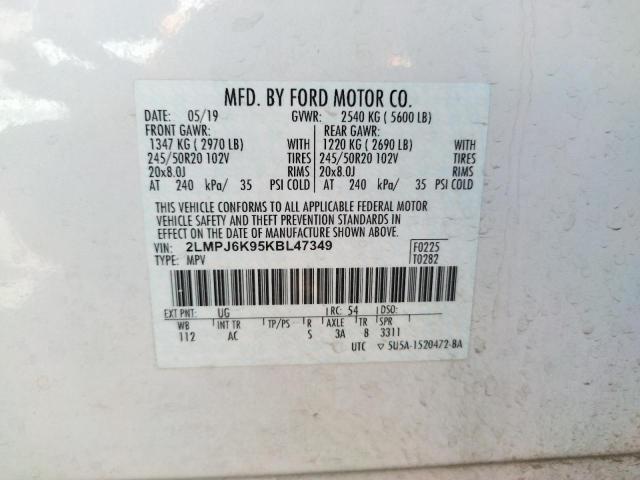 MFD. BY FORD MOTOR CO.
DATE: 05/19 GVWR: 2540 KG ( 5600 LB)
FRONT GAWR: REAR GAWR:
1347 KG ( 2970 LB) WITH 1220 KG ( 2690 LB) WITH
245/50R20 102V TIRES 245/50R20 102V TIRES
20x8.0J RIMS 20x8.0J RIMS
AT 240 kPa/ 35 PSI COLD AT 240 kPa/ 35 PSI COLD
THIS VEHICLE CONFORMS TO ALL APPLICABLE FEDERAL MOTOR
VEHICLE SAFETY AND THEFT PREVENTION STANDARDS IN
EFFECT ON THE DATE OF MANUFACTURE SHOWN ABOVE.
VIN: 2LMPJ6K95KBL47349 F0225
TYPE: MPV T0282
EXT PNT: UG RC: 54 DSO:
WB INT TR TP/PS R AXLE TR SPR
112 AC S 3A 8 3311
UTC ▽ 5U5A-1520472-BA